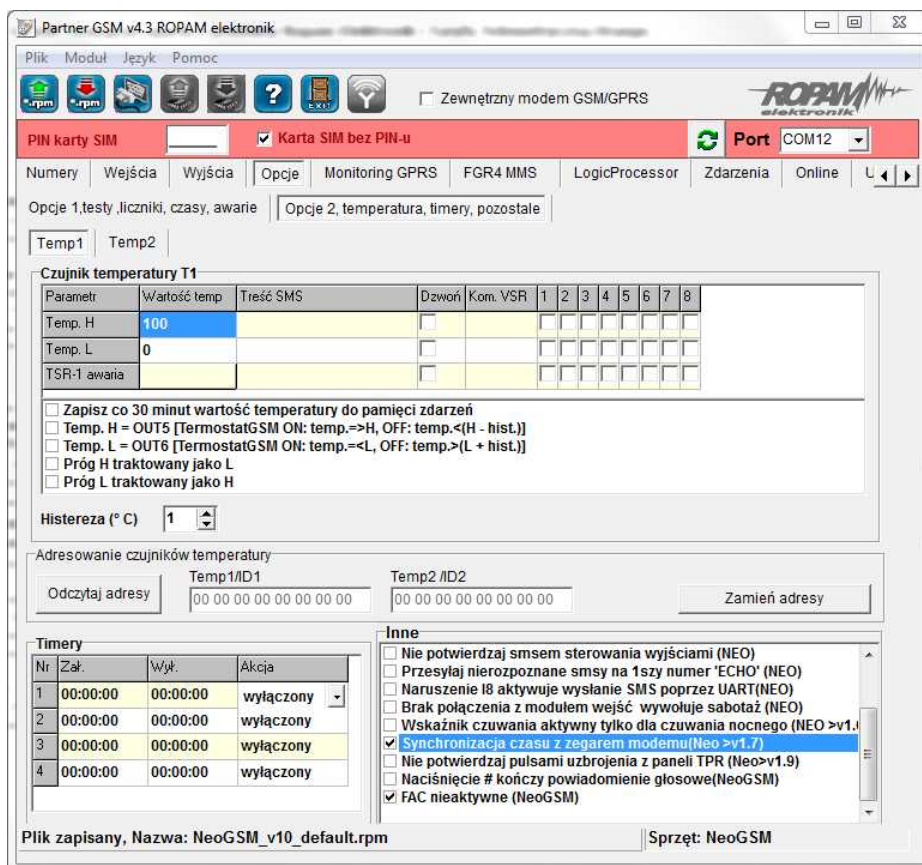 Partner GSM v4.3 ROPAM elektronik
Plik Moduł Język Pomoc
*.rpm *.rpm ? EXIT Zewnętrzny modem GSM/GPRS ROPAM elektronik
PIN karty SIM Karta SIM bez PIN-u Port COM12
Numery Wejścia Wyjścia Opcje Monitoring GPRS FGR4 MMS LogicProcessor Zdarzenia Online
Opcje 1,testy ,liczniki, czasy, awarie Opcje 2, temperatura, timery, pozostałe
Temp1 Temp2
Czujnik temperatury T1
Parametr Wartość temp Treść SMS Dzwoń Kom. VSR 1 2 3 4 5 6 7 8
Temp. H 100
Temp. L 0
TSR-1 awaria
Zapisz co 30 minut wartość temperatury do pamięci zdarzeń
Temp. H = OUT5 [TermostatGSM ON: temp.=>H, OFF: temp.<(H - hist.)]
Temp. L = OUT6 [TermostatGSM ON: temp.=<L, OFF: temp.>(L + hist.)]
Próg H traktowany jako L
Próg L traktowany jako H
Histereza (° C) 1
Adresowanie czujników temperatury
Temp1/ID1 Temp2 /ID2
Odczytaj adresy 00 00 00 00 00 00 00 00 00 00 00 00 00 00 00 00 Zamień adresy
Timery
Nr Zał. Wył. Akcja
1 00:00:00 00:00:00 wyłączony
2 00:00:00 00:00:00 wyłączony
3 00:00:00 00:00:00 wyłączony
4 00:00:00 00:00:00 wyłączony
Inne
Nie potwierdzaj smsem sterowania wyjściami (NEO)
Przesyłaj nierozpoznane smsy na 1szy numer 'ECHO' (NEO)
Naruszenie I8 aktywuje wysłanie SMS poprzez UART(NEO)
Brak połączenia z modułem wejść wywołuje sabotaż (NEO)
Wskaźnik czuwania aktywny tylko dla czuwania nocnego (NEO >v1.
Synchronizacja czasu z zegarem modemu(Neo >v1.7)
Nie potwierdzaj pulsami uzbrojenia z paneli TPR (Neo>v1.9)
Naciśnięcie # kończy powiadomienie głosowe(NeoGSM)
FAC nieaktywne (NeoGSM)
Plik zapisany, Nazwa: NeoGSM_v10_default.rpm Sprzęt: NeoGSM